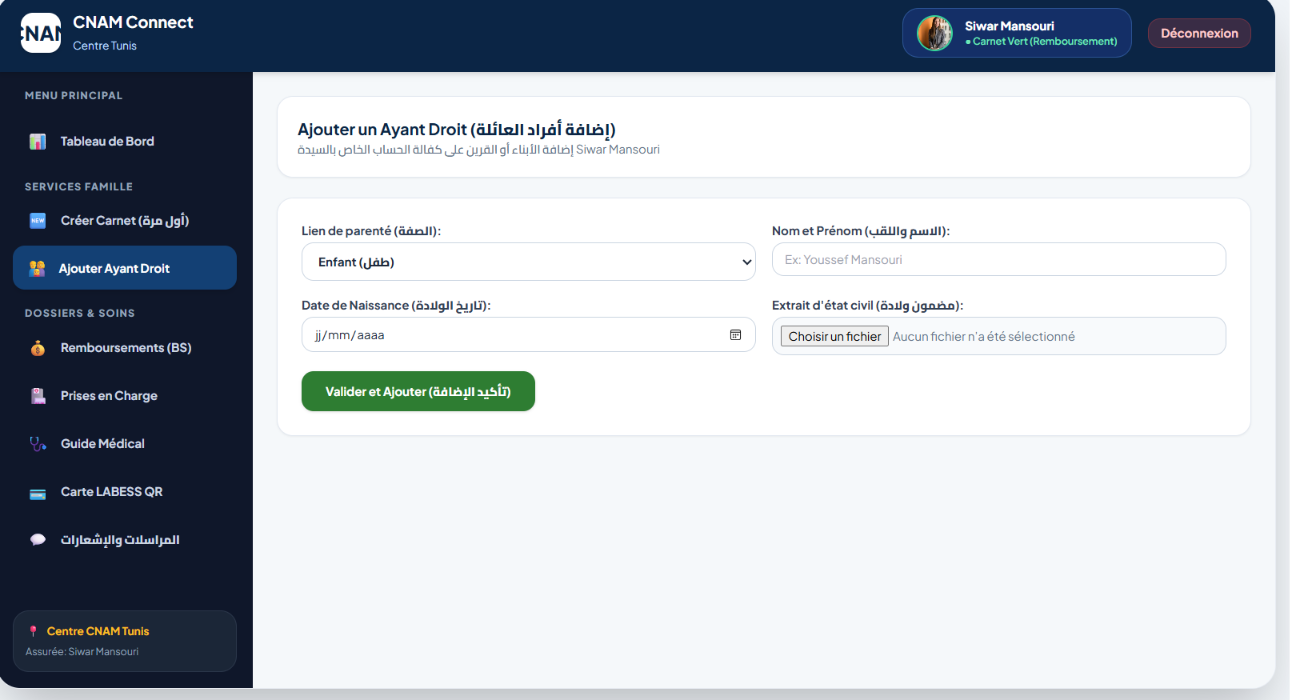 CNAM
CNAM Connect
Centre Tunis
Siwar Mansouri
• Carnet Vert (Remboursement)
Déconnexion
MENU PRINCIPAL
Tableau de Bord
SERVICES FAMILLE
NEW
Créer Carnet (أول مرة)
Ajouter Ayant Droit
DOSSIERS & SOINS
Remboursements (BS)
Prises en Charge
Guide Médical
Carte LABESS QR
المراسلات والإشعارات
Centre CNAM Tunis
Assurée: Siwar Mansouri
Ajouter un Ayant Droit (إضافة أفراد العائلة)
إضافة الأبناء أو القرين على كفالة الحساب الخاص بالسيدة Siwar Mansouri
Lien de parenté (الصفة):
Enfant (طفل)
Nom et Prénom (الاسم واللقب):
Ex: Youssef Mansouri
Date de Naissance (تاريخ الولادة):
jj/mm/aaaa
Extrait d'état civil (مضمون ولادة):
Choisir un fichier Aucun fichier n'a été sélectionné
Valider et Ajouter (تأكيد الإضافة)